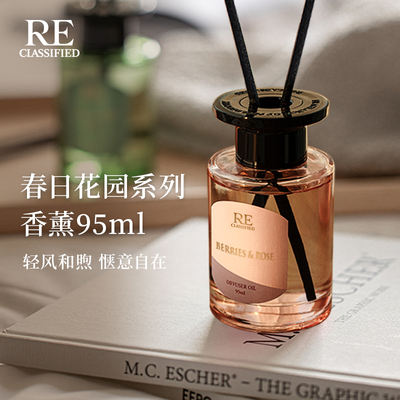 RE
CLASSIFIED
春日花园系列
香薰95ml
轻风和煦 惬意自在
RE
CLASSIFIED
BERRIES & ROSE
DIFFUSER OIL
95ml
M.C. ESCHER® – THE GRAPHIC W